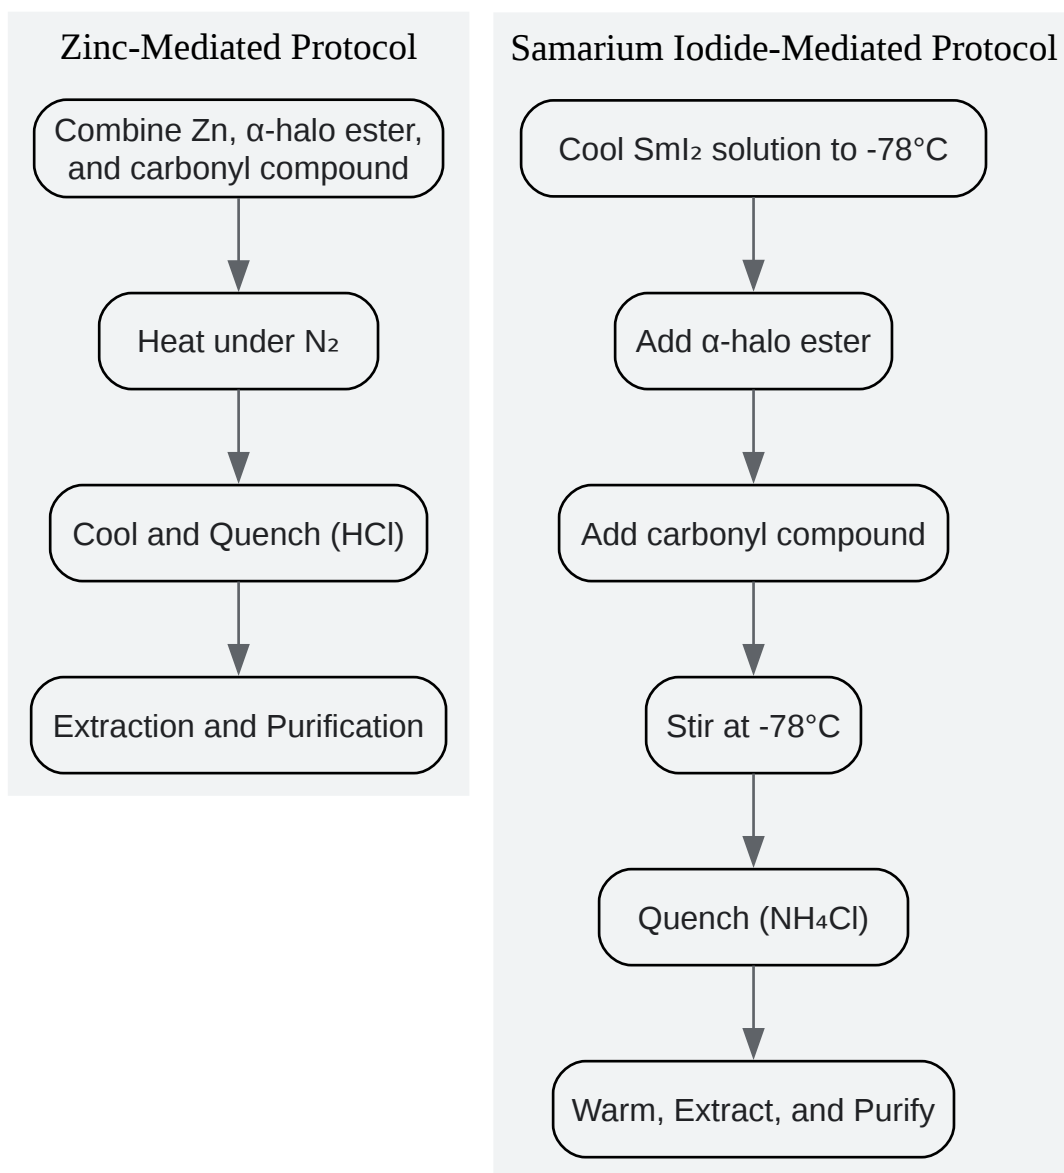 Zinc-Mediated Protocol
Combine Zn, α-halo ester,
and carbonyl compound
Heat under N₂
Cool and Quench (HCl)
Extraction and Purification
Samarium Iodide-Mediated Protocol
Cool SmI₂ solution to -78°C
Add α-halo ester
Add carbonyl compound
Stir at -78°C
Quench (NH₄Cl)
Warm, Extract, and Purify